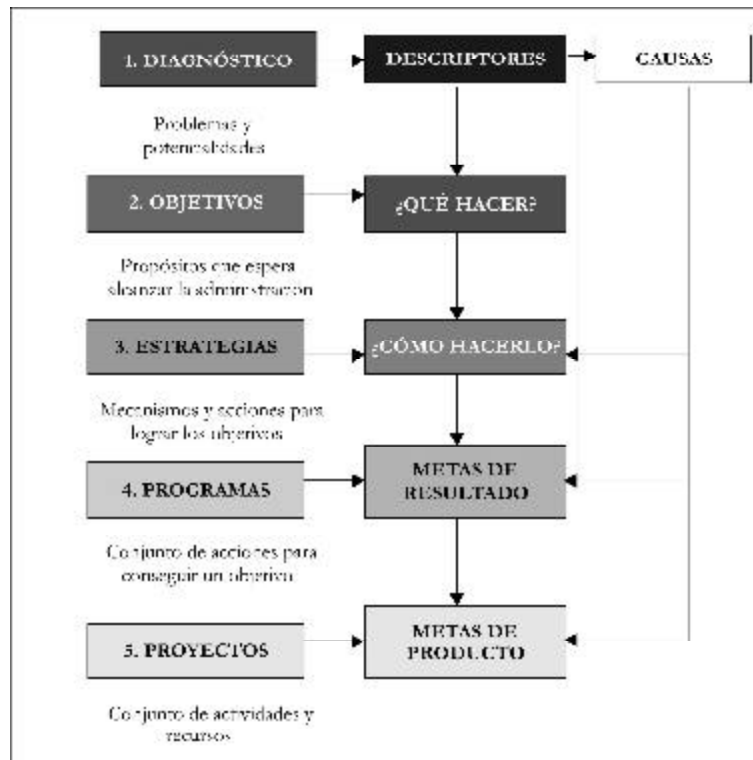 1. DIAGNÓSTICO
DESCRIPTORES
CAUSAS
Problemas y
potencialidades
2. OBJETIVOS
¿QUÉ HACER?
Propósitos que espera
alcanzar la administración
3. ESTRATEGIAS
¿CÓMO HACERLO?
Mecanismos y acciones para
lograr los objetivos
4. PROGRAMAS
METAS DE
RESULTADO
Conjunto de acciones para
conseguir un objetivo
5. PROYECTOS
METAS DE
PRODUCTO
Conjunto de actividades y
recursos